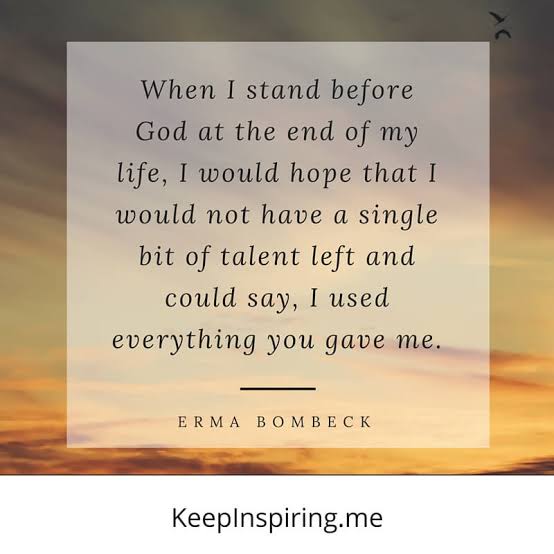 When I stand before
God at the end of my
life, I would hope that I
would not have a single
bit of talent left and
could say, I used
everything you gave me.
ERMA BOMBECK
KeepInspiring.me